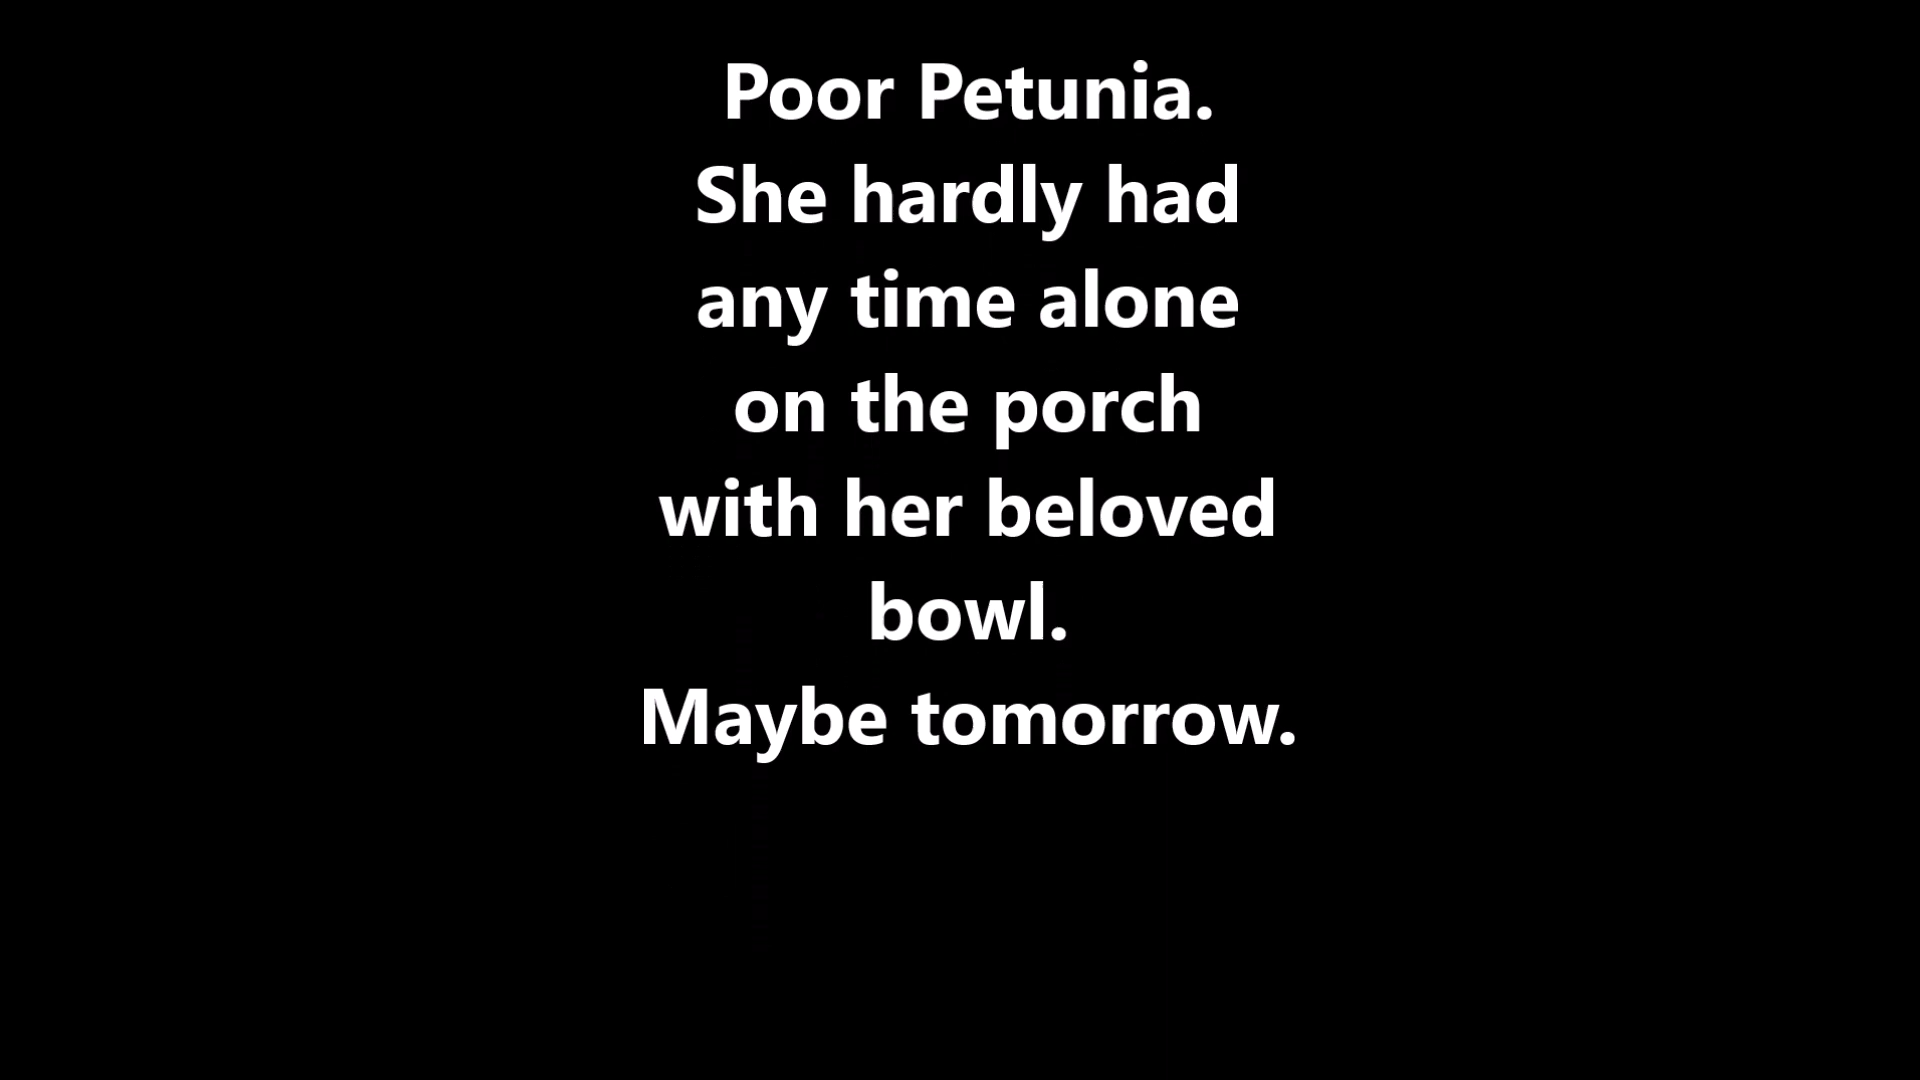 Poor Petunia.
She hardly had
any time alone
on the porch
with her beloved
bowl.
Maybe tomorrow.